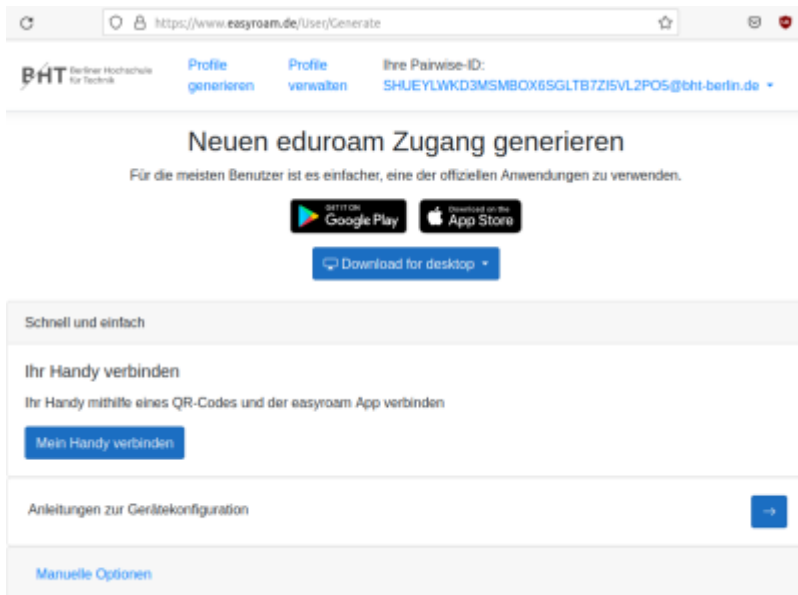 https://www.easyroam.de/User/Generate
BHT Berliner Hochschule für Technik
Profile generieren
Profile verwalten
Ihre Pairwise-ID:
SHUEYLWKD3MSMBOX6SGLTB7ZI5VL2PO5@bht-berlin.de
Neuen eduroam Zugang generieren
Für die meisten Benutzer ist es einfacher, eine der offiziellen Anwendungen zu verwenden.
GET IT ON
Google Play
Download on the
App Store
Download for desktop
Schnell und einfach
Ihr Handy verbinden
Ihr Handy mithilfe eines QR-Codes und der easyroam App verbinden
Mein Handy verbinden
Anleitungen zur Gerätekonfiguration
Manuelle Optionen